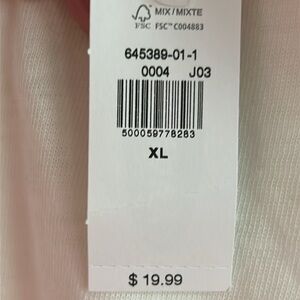 MIX / MIXTE
FSC FSC™ C004883
645389-01-1
0004 J03
500059778283
XL
$ 19.99